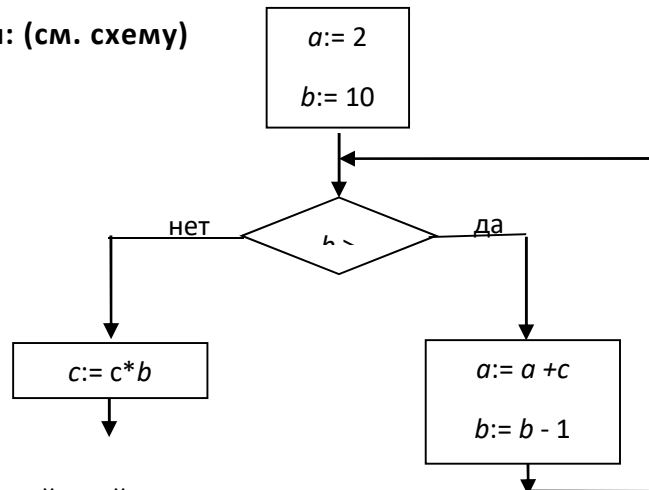 : (см. схему)
a:= 2
b:= 10
нет
да
c:= c*b
a:= a +c
b:= b - 1